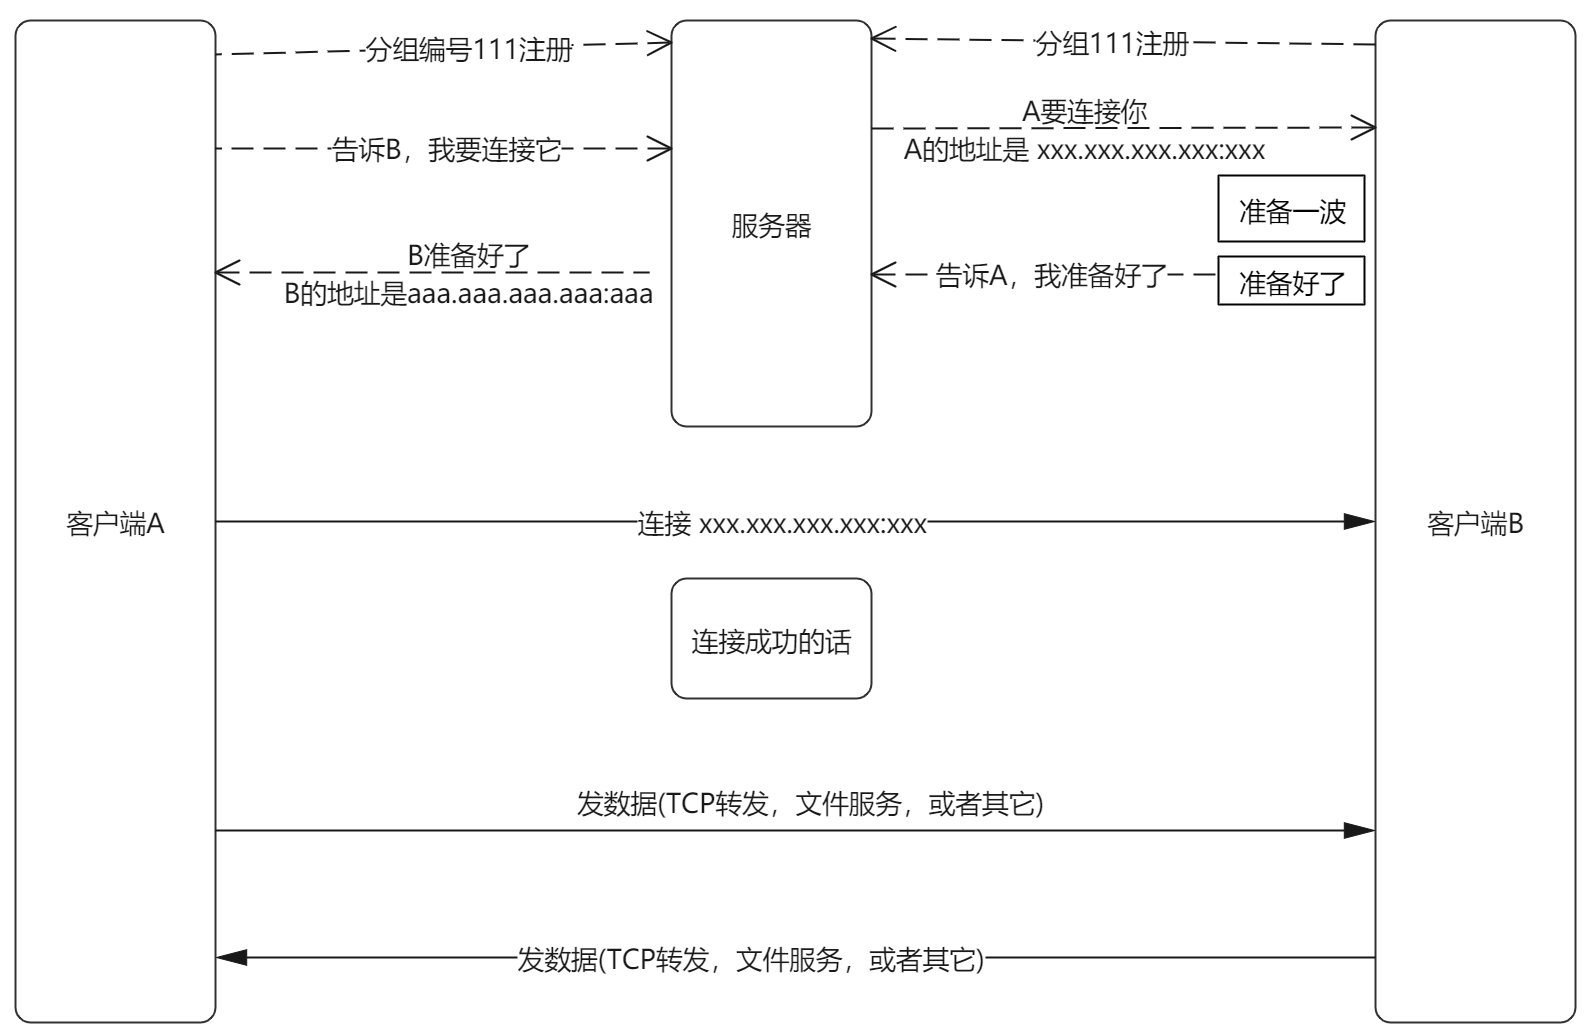 分组编号111注册
分组111注册
A要连接你
告诉B，我要连接它
A的地址是 xxx.xxx.xxx.xxx:xxx
准备一波
服务器
B准备好了
告诉A，我准备好了
准备好了
B的地址是aaa.aaa.aaa.aaa:aaa
客户端A
连接 xxx.xxx.xxx.xxx:xxx
客户端B
连接成功的话
发数据(TCP转发，文件服务，或者其它)
发数据(TCP转发，文件服务，或者其它)